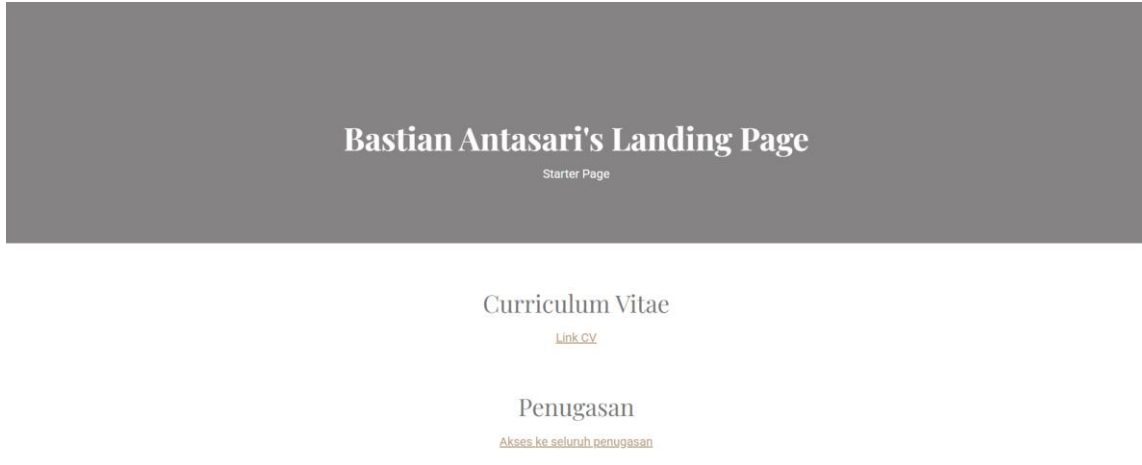 Bastian Antasari's Landing Page
Starter Page
Curriculum Vitae
Link CV
Penugasan
Akses ke seluruh penugasan